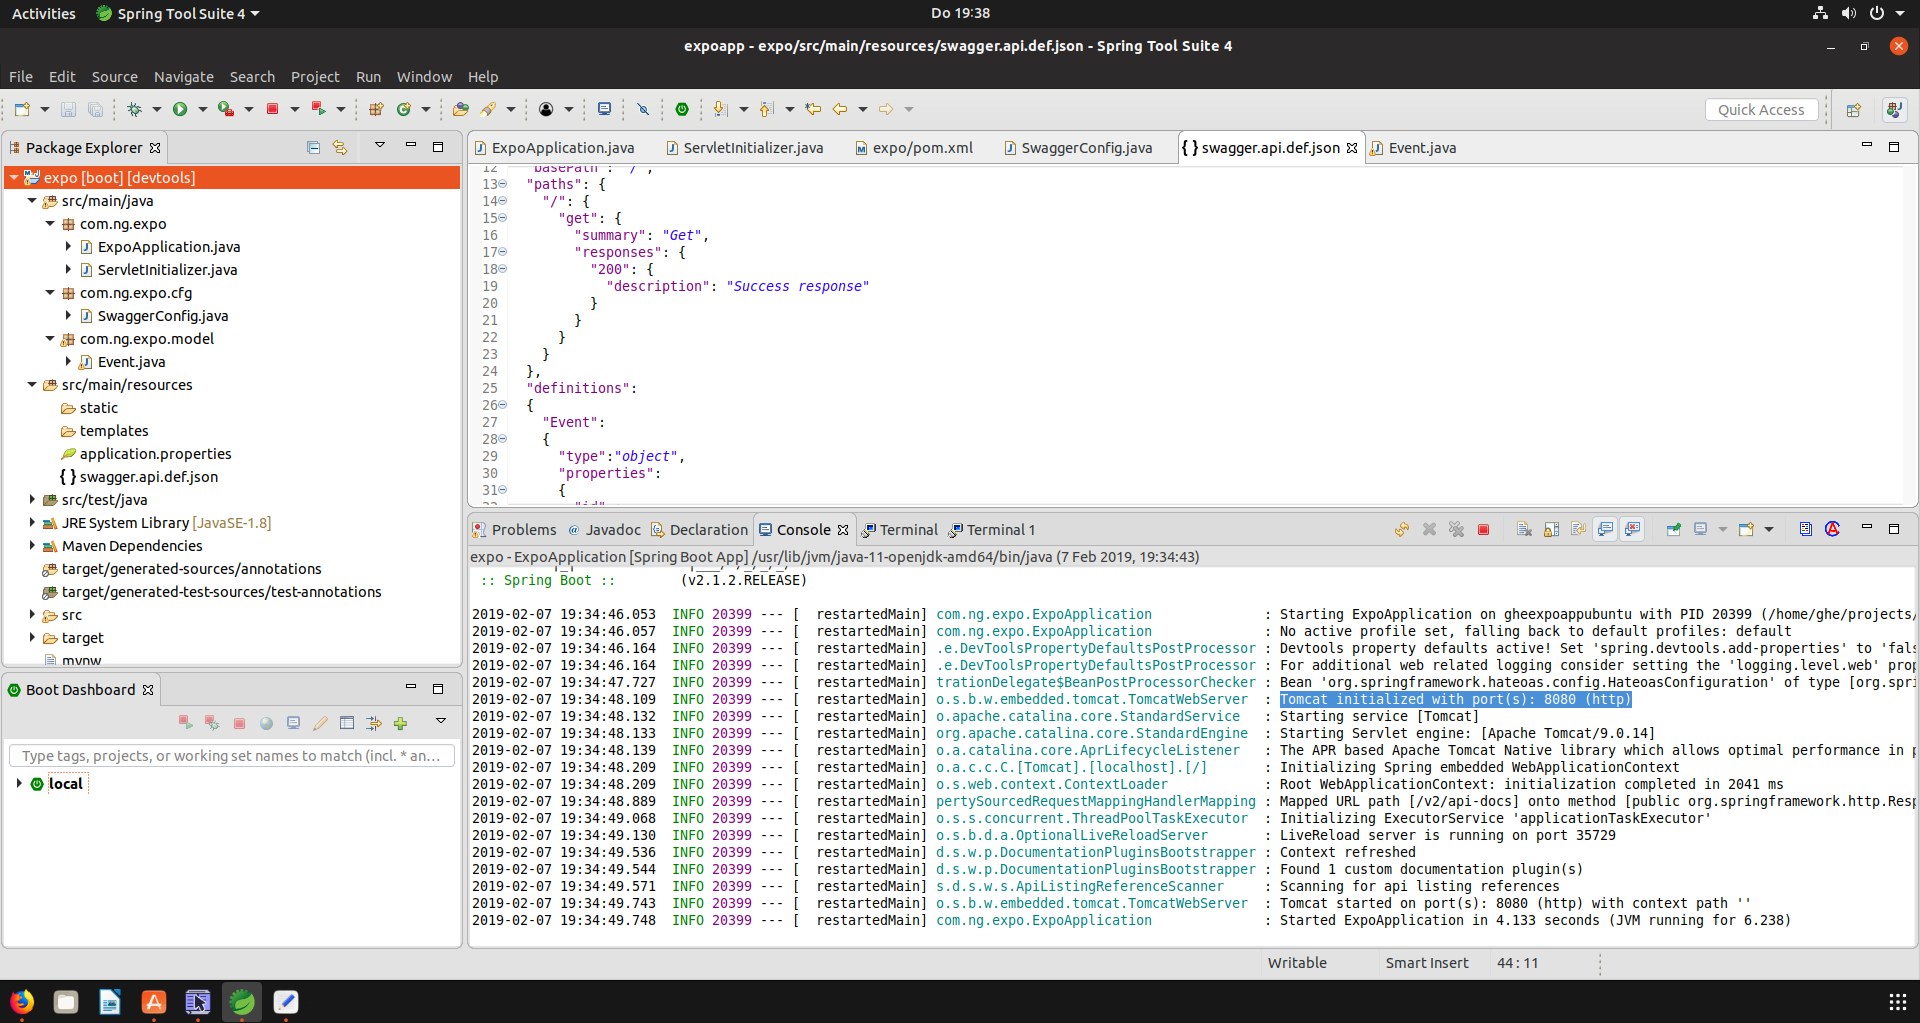 Activities Spring Tool Suite 4 Do 19:38
expoapp - expo/src/main/resources/swagger.api.def.json - Spring Tool Suite 4
File Edit Source Navigate Search Project Run Window Help
Quick Access
Package Explorer
expo [boot] [devtools]
src/main/java
com.ng.expo
ExpoApplication.java
ServletInitializer.java
com.ng.expo.cfg
SwaggerConfig.java
com.ng.expo.model
Event.java
src/main/resources
static
templates
application.properties
swagger.api.def.json
src/test/java
JRE System Library [JavaSE-1.8]
Maven Dependencies
target/generated-sources/annotations
target/generated-test-sources/test-annotations
src
target
mvnw
Boot Dashboard
Type tags, projects, or working set names to match (incl. * an...
local
ExpoApplication.java ServletInitializer.java expo/pom.xml SwaggerConfig.java swagger.api.def.json Event.java
12 "basePath": "/",
13 "paths": {
14 "/": {
15 "get": {
16 "summary": "Get",
17 "responses": {
18 "200": {
19 "description": "Success response"
20 }
21 }
22 }
23 }
24 },
25 "definitions":
26 {
27 "Event":
28 {
29 "type":"object",
30 "properties":
31 {
"id"
Problems Javadoc Declaration Console Terminal Terminal 1
expo - ExpoApplication [Spring Boot App] /usr/lib/jvm/java-11-openjdk-amd64/bin/java (7 Feb 2019, 19:34:43)
:: Spring Boot :: (v2.1.2.RELEASE)
2019-02-07 19:34:46.053 INFO 20399 --- [ restartedMain] com.ng.expo.ExpoApplication : Starting ExpoApplication on gheexpoappubuntu with PID 20399 (/home/ghe/projects/
2019-02-07 19:34:46.057 INFO 20399 --- [ restartedMain] com.ng.expo.ExpoApplication : No active profile set, falling back to default profiles: default
2019-02-07 19:34:46.164 INFO 20399 --- [ restartedMain] .e.DevToolsPropertyDefaultsPostProcessor : Devtools property defaults active! Set 'spring.devtools.add-properties' to 'fals
2019-02-07 19:34:46.164 INFO 20399 --- [ restartedMain] .e.DevToolsPropertyDefaultsPostProcessor : For additional web related logging consider setting the 'logging.level.web' prop
2019-02-07 19:34:47.727 INFO 20399 --- [ restartedMain] trationDelegate$BeanPostProcessorChecker : Bean 'org.springframework.hateoas.config.HateoasConfiguration' of type [org.spri
2019-02-07 19:34:48.109 INFO 20399 --- [ restartedMain] o.s.b.w.embedded.tomcat.TomcatWebServer : Tomcat initialized with port(s): 8080 (http)
2019-02-07 19:34:48.132 INFO 20399 --- [ restartedMain] o.apache.catalina.core.StandardService : Starting service [Tomcat]
2019-02-07 19:34:48.133 INFO 20399 --- [ restartedMain] org.apache.catalina.core.StandardEngine : Starting Servlet engine: [Apache Tomcat/9.0.14]
2019-02-07 19:34:48.139 INFO 20399 --- [ restartedMain] o.a.catalina.core.AprLifecycleListener : The APR based Apache Tomcat Native library which allows optimal performance in p
2019-02-07 19:34:48.209 INFO 20399 --- [ restartedMain] o.a.c.c.C.[Tomcat].[localhost].[/] : Initializing Spring embedded WebApplicationContext
2019-02-07 19:34:48.209 INFO 20399 --- [ restartedMain] o.s.web.context.ContextLoader : Root WebApplicationContext: initialization completed in 2041 ms
2019-02-07 19:34:48.889 INFO 20399 --- [ restartedMain] pertySourcedRequestMappingHandlerMapping : Mapped URL path [/v2/api-docs] onto method [public org.springframework.http.Resp
2019-02-07 19:34:49.068 INFO 20399 --- [ restartedMain] o.s.s.concurrent.ThreadPoolTaskExecutor : Initializing ExecutorService 'applicationTaskExecutor'
2019-02-07 19:34:49.130 INFO 20399 --- [ restartedMain] o.s.b.d.a.OptionalLiveReloadServer : LiveReload server is running on port 35729
2019-02-07 19:34:49.536 INFO 20399 --- [ restartedMain] d.s.w.p.DocumentationPluginsBootstrapper : Context refreshed
2019-02-07 19:34:49.544 INFO 20399 --- [ restartedMain] d.s.w.p.DocumentationPluginsBootstrapper : Found 1 custom documentation plugin(s)
2019-02-07 19:34:49.571 INFO 20399 --- [ restartedMain] s.d.s.w.s.ApiListingReferenceScanner : Scanning for api listing references
2019-02-07 19:34:49.743 INFO 20399 --- [ restartedMain] o.s.b.w.embedded.tomcat.TomcatWebServer : Tomcat started on port(s): 8080 (http) with context path ''
2019-02-07 19:34:49.748 INFO 20399 --- [ restartedMain] com.ng.expo.ExpoApplication : Started ExpoApplication in 4.133 seconds (JVM running for 6.238)
Writable Smart Insert 44 : 11